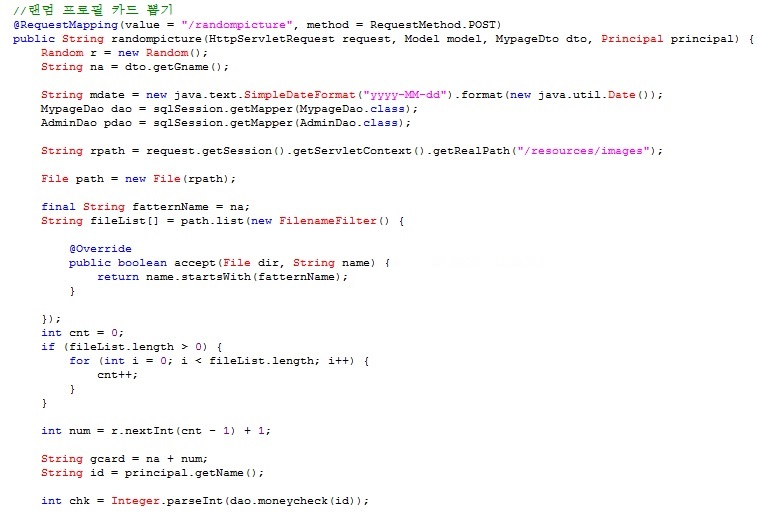 //랜덤 프로필 카드 뽑기
@RequestMapping(value = "/randompicture", method = RequestMethod.POST)
public String randompicture(HttpServletRequest request, Model model, MypageDto dto, Principal principal) {
    Random r = new Random();
    String na = dto.getGname();

    String mdate = new java.text.SimpleDateFormat("yyyy-MM-dd").format(new java.util.Date());
    MypageDao dao = sqlSession.getMapper(MypageDao.class);
    AdminDao pdao = sqlSession.getMapper(AdminDao.class);

    String rpath = request.getSession().getServletContext().getRealPath("/resources/images");

    File path = new File(rpath);

    final String fatternName = na;
    String fileList[] = path.list(new FilenameFilter() {

        @Override
        public boolean accept(File dir, String name) {
            return name.startsWith(fatternName);
        }

    });
    int cnt = 0;
    if (fileList.length > 0) {
        for (int i = 0; i < fileList.length; i++) {
            cnt++;
        }
    }

    int num = r.nextInt(cnt - 1) + 1;

    String gcard = na + num;
    String id = principal.getName();

    int chk = Integer.parseInt(dao.moneycheck(id));